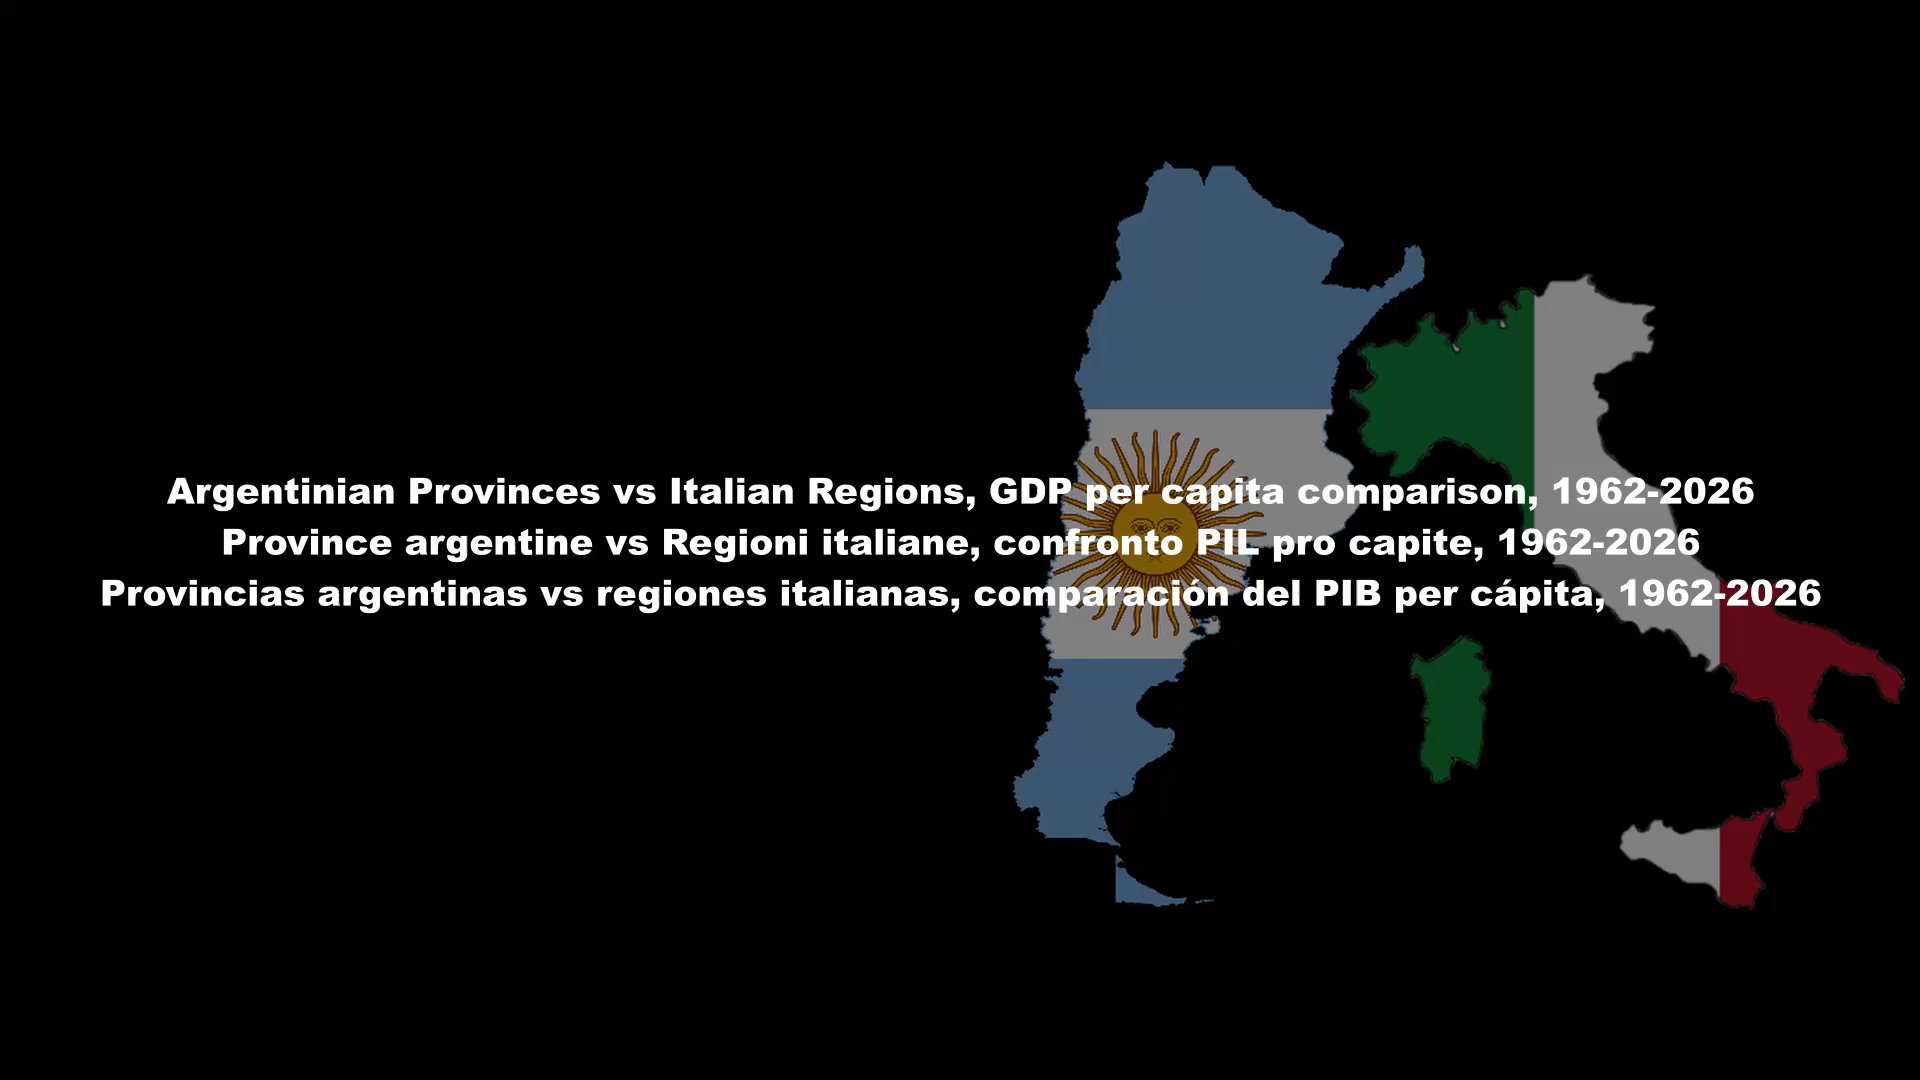 Argentinian Provinces vs Italian Regions, GDP per capita comparison, 1962-2026
Province argentine vs Regioni italiane, confronto PIL pro capite, 1962-2026
Provincias argentinas vs regiones italianas, comparación del PIB per cápita, 1962-2026